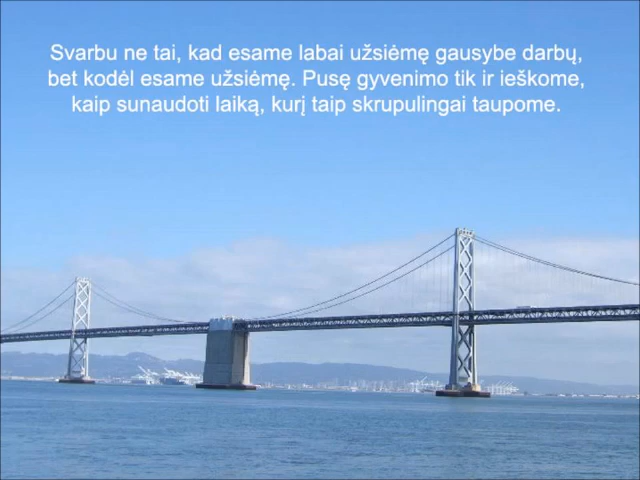 Svarbu ne tai, kad esame labai užsiėmę gausybe darbų,
bet kodėl esame užsiėmę. Pusę gyvenimo tik ir ieškome,
kaip sunaudoti laiką, kurį taip skrupulingai taupome.